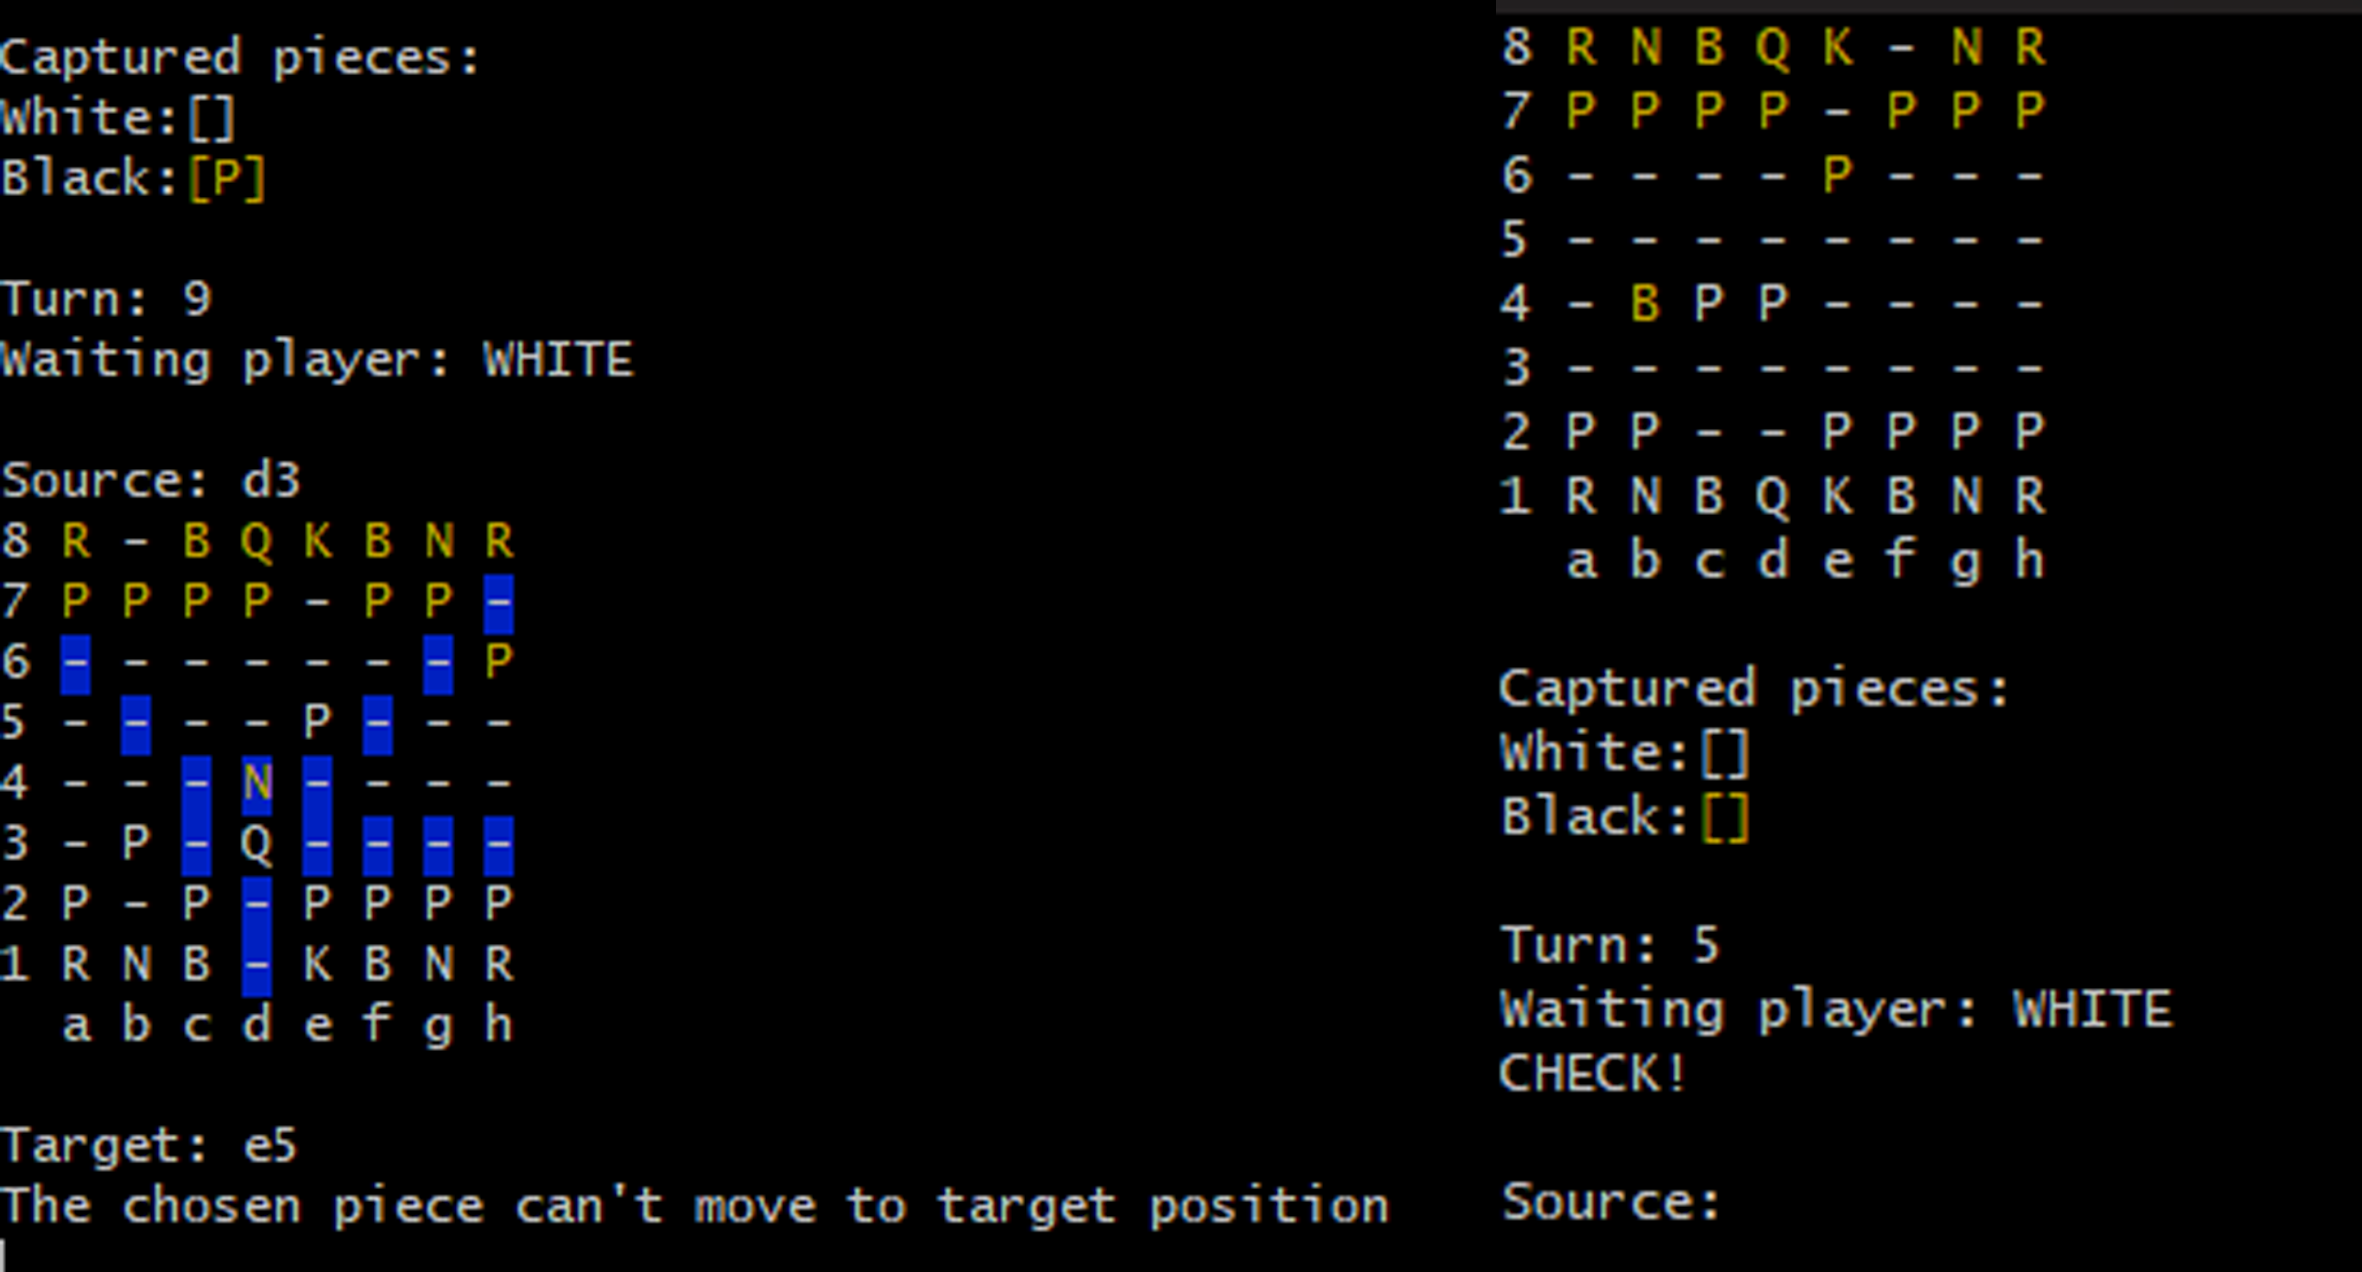 Captured pieces:
White:[]
Black:[P]
Turn: 9
Waiting player: WHITE
Source: d3
8 R - B Q K B N R
7 P P P P - P P -
6 - - - - - - - P
5 - - - - P - - -
4 - - - N - - - -
3 - P - Q - - - -
2 P - P - P P P P
1 R N B - K B N R
a b c d e f g h
Target: e5
The chosen piece can't move to target position
8 R N B Q K - N R
7 P P P P - P P P
6 - - - - P - - -
5 - - - - - - - -
4 - B P P - - - -
3 - - - - - - - -
2 P P - - P P P P
1 R N B Q K B N R
a b c d e f g h
Captured pieces:
White:[]
Black:[]
Turn: 5
Waiting player: WHITE
CHECK!
Source: